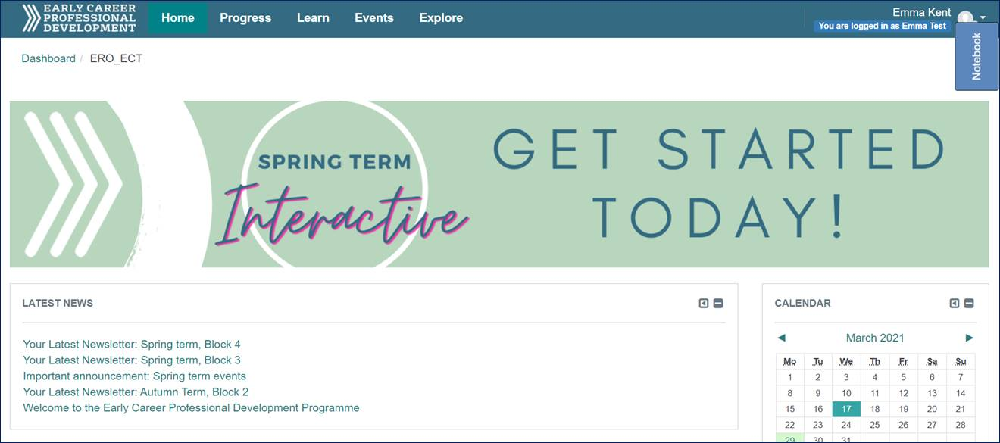 EARLY CAREER
PROFESSIONAL
DEVELOPMENT
Home Progress Learn Events Explore
Emma Kent
You are logged in as Emma Test
Notebook
Dashboard / ERO_ECT
SPRING TERM
Interactive
GET STARTED
TODAY!
LATEST NEWS
Your Latest Newsletter: Spring term, Block 4
Your Latest Newsletter: Spring term, Block 3
Important announcement: Spring term events
Your Latest Newsletter: Autumn Term, Block 2
Welcome to the Early Career Professional Development Programme
CALENDAR
March 2021
Mo Tu We Th Fr Sa Su
1 2 3 4 5 6 7
8 9 10 11 12 13 14
15 16 17 18 19 20 21
22 23 24 25 26 27 28
29 30 31